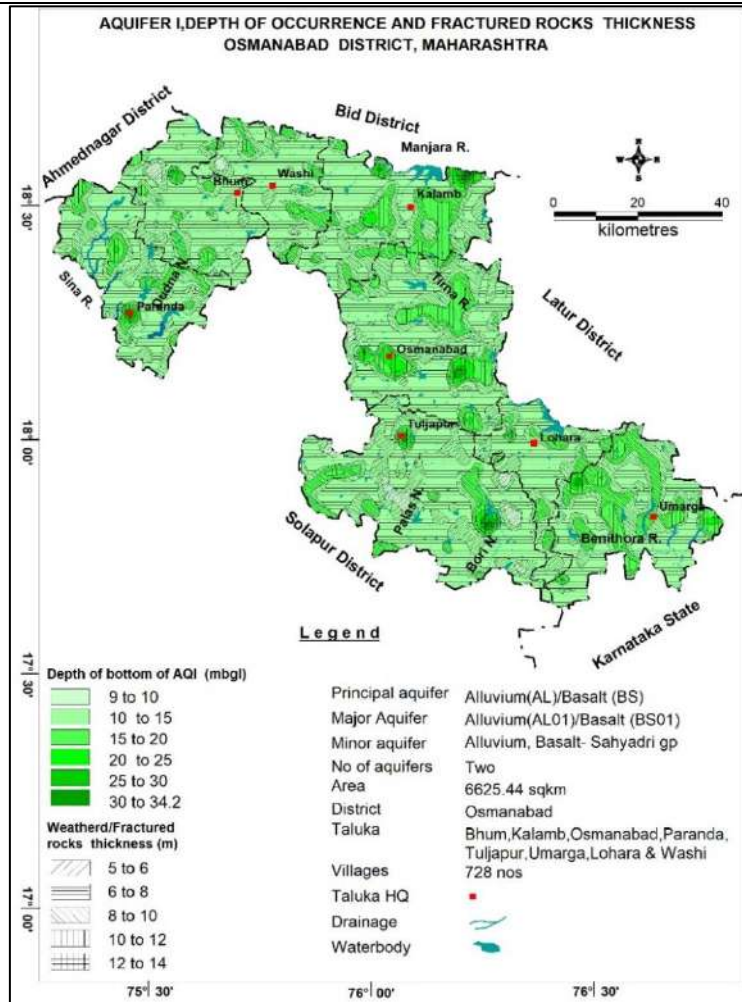 AQUIFER I,DEPTH OF OCCURRENCE AND FRACTURED ROCKS THICKNESS
OSMANABAD DISTRICT, MAHARASHTRA
Ahmednagar District
Bid District
Manjara R.
N
W E
S
Bhum
Washi
Kalamb
18° 30'
0 20 40
kilometres
Sina R.
Dudna N.
Paranda
Tirna R.
Latur District
Osmanabad
18° 00'
Tuljapur
Lohara
Palas N.
Bori N.
Umarga
Benithora R.
Solapur District
Karnataka State
Legend
17° 30'
Depth of bottom of AQI (mbgl)
9 to 10
10 to 15
15 to 20
20 to 25
25 to 30
30 to 34.2
Weatherd/Fractured
rocks thickness (m)
5 to 6
6 to 8
8 to 10
10 to 12
12 to 14
Principal aquifer Alluvium(AL)/Basalt (BS)
Major Aquifer Alluvium(AL01)/Basalt (BS01)
Minor aquifer Alluvium, Basalt- Sahyadri gp
No of aquifers Two
Area 6625.44 sqkm
District Osmanabad
Taluka Bhum,Kalamb,Osmanabad,Paranda,
Tuljapur,Umarga,Lohara & Washi
Villages 728 nos
Taluka HQ
Drainage
Waterbody
17° 00'
75° 30' 76° 00' 76° 30'